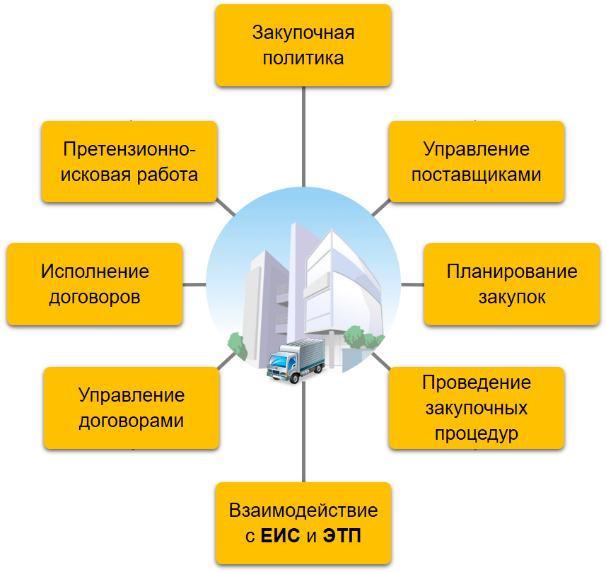 Закупочная
политика
Претензионно-
исковая работа
Управление
поставщиками
Исполнение
договоров
Планирование
закупок
Управление
договорами
Проведение
закупочных
процедур
Взаимодействие
с ЕИС и ЭТП